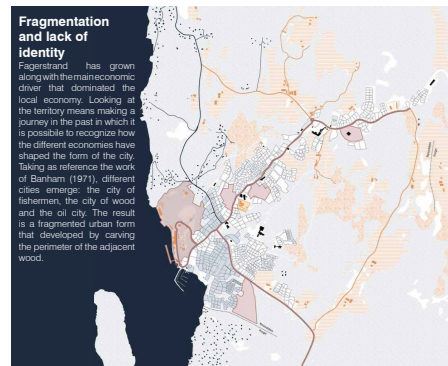 Fragmentation
and lack of
identity
Fagerstrand has grown
along with the main economic
driver that dominated the
local economy. Looking at
the territory means making a
journey in the past in which it
is possibile to recognize how
the different economies have
shaped the form of the city.
Taking as reference the work
of Banham (1971), different
cities emerge: the city of
fishermen, the city of wood
and the oil city. The result
is a fragmented urban form
that developed by carving
the perimeter of the adjacent
wood.